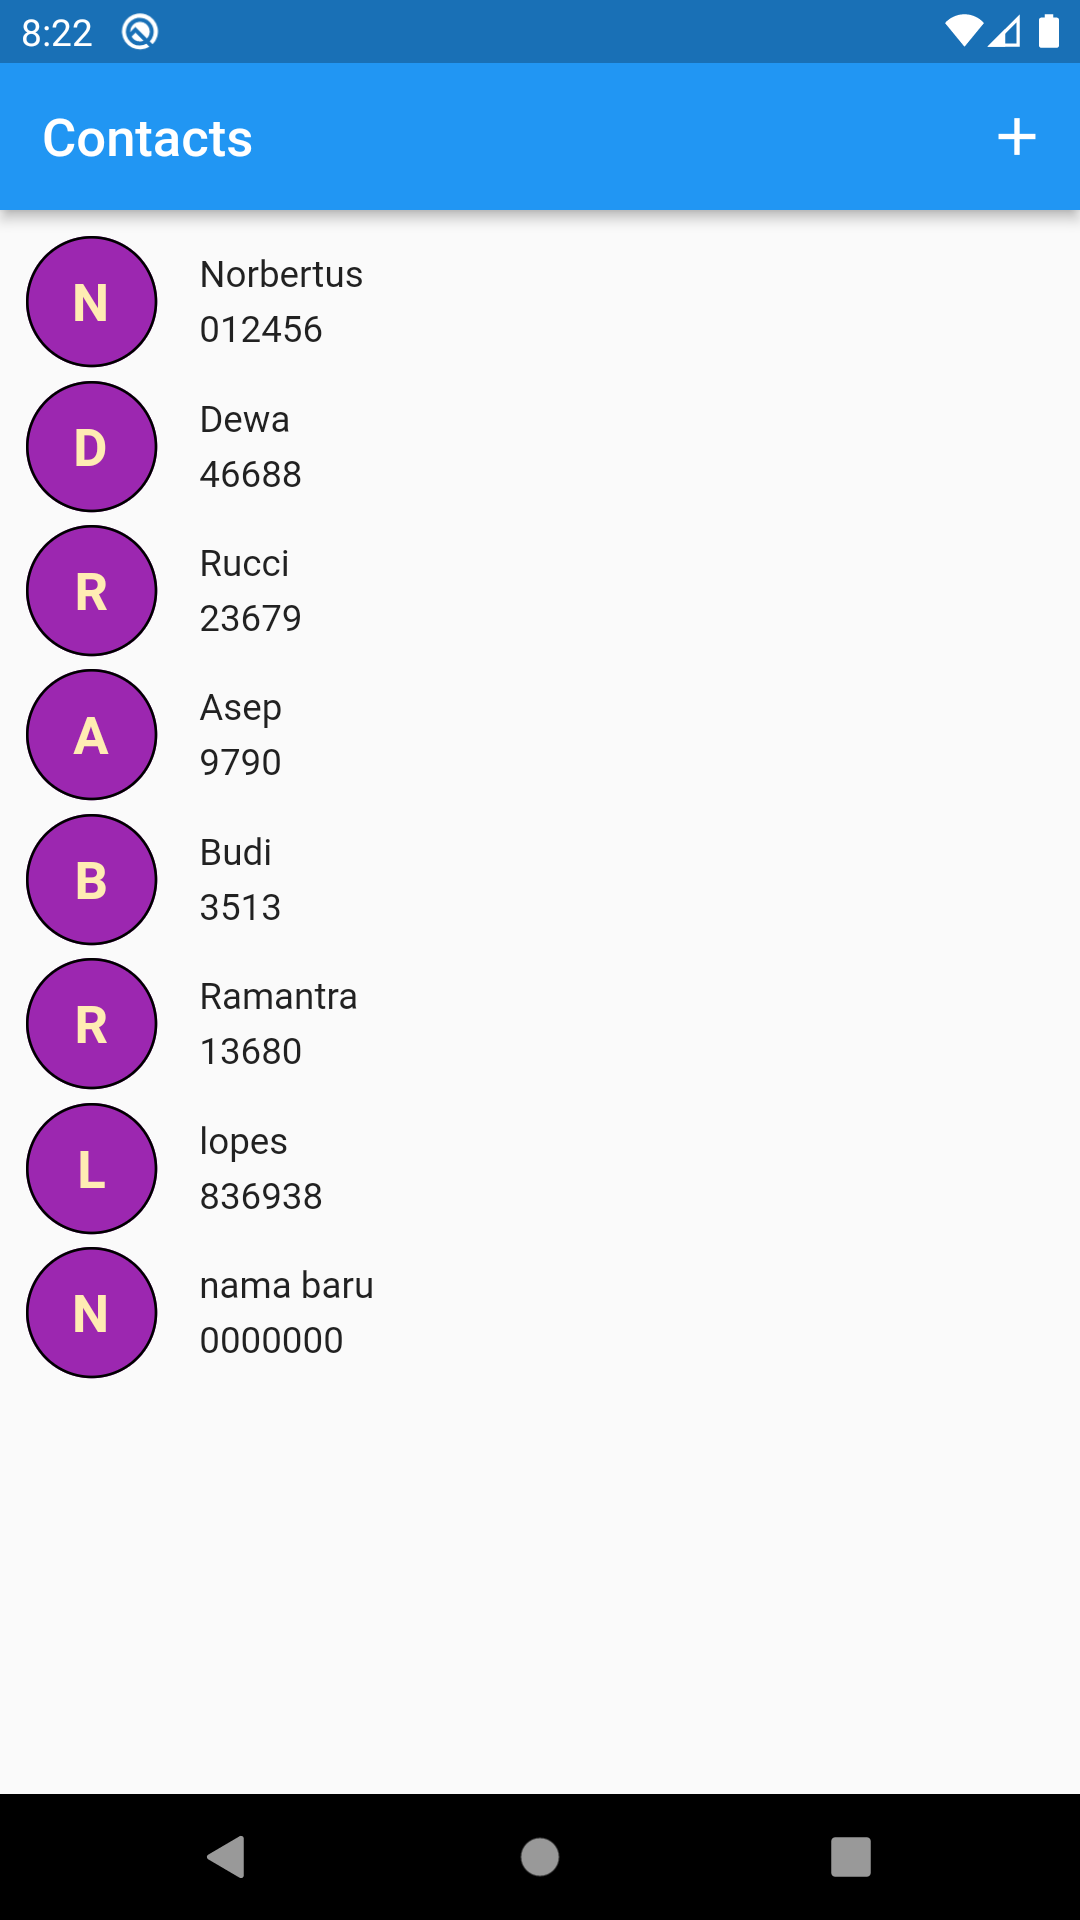 8:22
Contacts
N
Norbertus
012456
D
Dewa
46688
R
Rucci
23679
A
Asep
9790
B
Budi
3513
R
Ramantra
13680
L
lopes
836938
N
nama baru
0000000